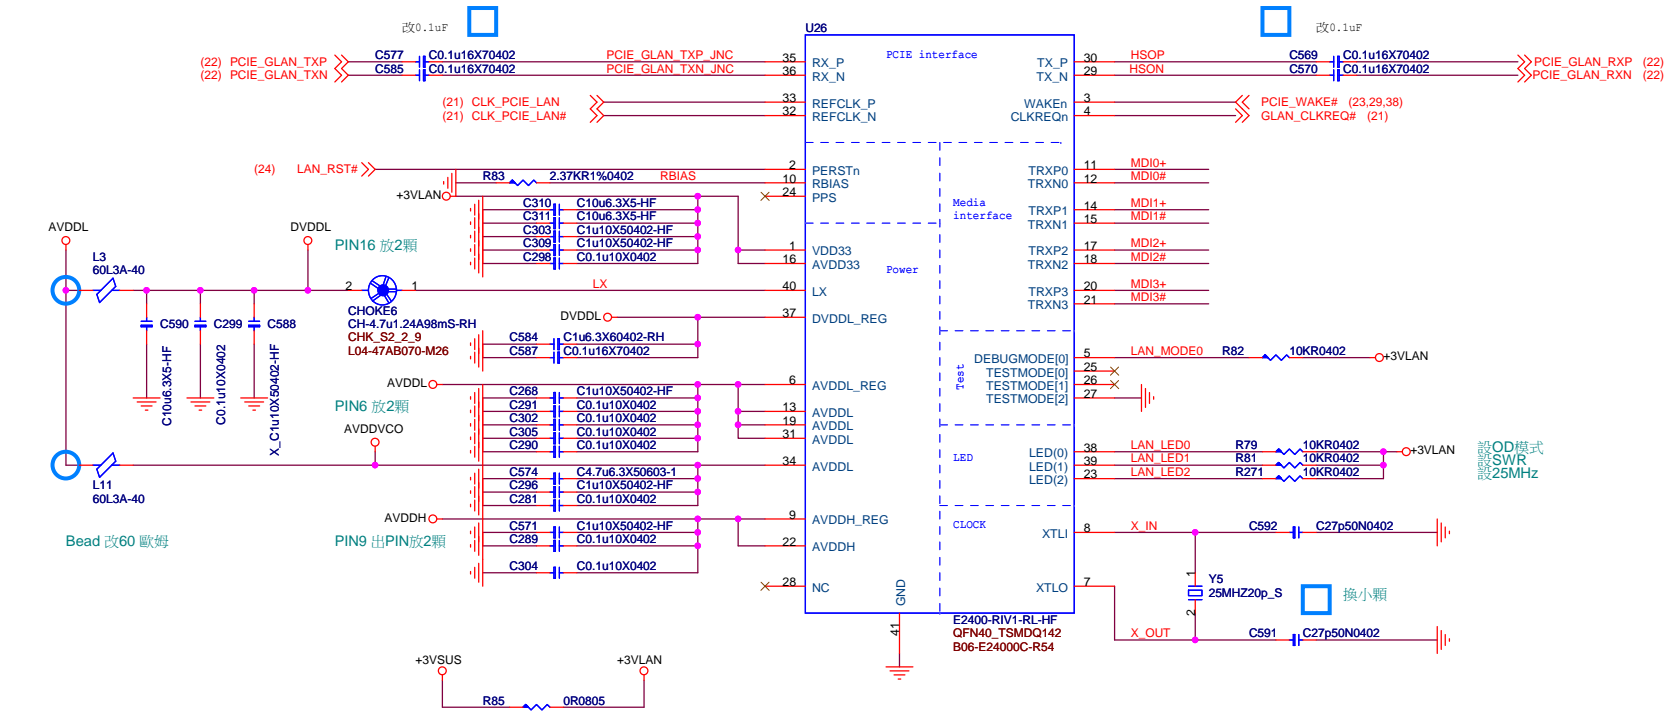 改0.1uF
改0.1uF
U26
PCIE interface
(22) PCIE_GLAN_TXP
C577
C0.1u16X70402
PCIE_GLAN_TXP_JNC
35
RX_P
(22) PCIE_GLAN_TXN
C585
C0.1u16X70402
PCIE_GLAN_TXN_JNC
36
RX_N
TX_P
30
HSOP
C569
C0.1u16X70402
PCIE_GLAN_RXP (22)
TX_N
29
HSON
C570
C0.1u16X70402
PCIE_GLAN_RXN (22)
(21) CLK_PCIE_LAN
33
REFCLK_P
(21) CLK_PCIE_LAN#
32
REFCLK_N
WAKEn
3
PCIE_WAKE# (23,29,38)
CLKREQn
4
GLAN_CLKREQ# (21)
(24) LAN_RST#
2
PERSTn
R83
2.37KR1%0402
RBIAS
10
RBIAS
+3VLAN
24
PPS
TRXP0
11
MDI0+
TRXN0
12
MDI0#
Media
interface
TRXP1
14
MDI1+
TRXN1
15
MDI1#
TRXP2
17
MDI2+
TRXN2
18
MDI2#
TRXP3
20
MDI3+
TRXN3
21
MDI3#
C310
C10u6.3X5-HF
C311
C10u6.3X5-HF
C303
C1u10X50402-HF
C309
C1u10X50402-HF
C298
C0.1u10X0402
PIN16 放2顆
1
VDD33
16
AVDD33
Power
AVDDL
DVDDL
L3
60L3A-40
2
1
LX
40
LX
CHOKE6
CH-4.7u1.24A98mS-RH
CHK_S2_2_9
L04-47AB070-M26
C590
C10u6.3X5-HF
C299
C0.1u10X0402
C588
X_C1u10X50402-HF
DVDDL
37
DVDDL_REG
C584
C1u6.3X60402-RH
C587
C0.1u16X70402
Test
DEBUGMODE[0]
5
LAN_MODE0
R82
10KR0402
+3VLAN
TESTMODE[0]
25
TESTMODE[1]
26
TESTMODE[2]
27
AVDDL
6
AVDDL_REG
PIN6 放2顆
C268
C1u10X50402-HF
C291
C0.1u10X0402
C302
C0.1u10X0402
C305
C0.1u10X0402
C290
C0.1u10X0402
13
AVDDL
19
AVDDL
31
AVDDL
AVDDVCO
34
AVDDL
L11
60L3A-40
C574
C4.7u6.3X50603-1
C296
C1u10X50402-HF
C281
C0.1u10X0402
LED
LED(0)
38
LAN_LED0
R79
10KR0402
+3VLAN
LED(1)
39
LAN_LED1
R81
10KR0402
LED(2)
23
LAN_LED2
R271
10KR0402
設OD模式
設SWR
設25MHz
AVDDH
9
AVDDH_REG
C571
C1u10X50402-HF
C289
C0.1u10X0402
C304
C0.1u10X0402
22
AVDDH
Bead 改60 歐姆
PIN9 出PIN放2顆
28
NC
CLOCK
XTLI
8
X_IN
C592
C27p50N0402
1
Y5
25MHZ20p_S
2
換小顆
XTLO
7
X_OUT
C591
C27p50N0402
GND
41
E2400-RIV1-RL-HF
QFN40_TSMDQ142
B06-E24000C-R54
+3VSUS
+3VLAN
R85
0R0805